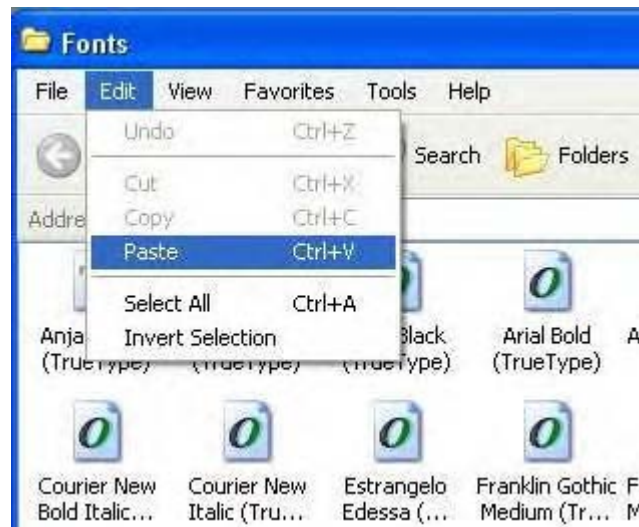 Fonts
File Edit View Favorites Tools Help
Undo Ctrl+Z
Search Folders
Cut Ctrl+X
Addre Copy Ctrl+C
Paste Ctrl+V
Select All Ctrl+A
Invert Selection
Anja Black Arial Bold A
(TrueType) (TrueType) (TrueType) (TrueType)
Courier New Courier New Estrangelo Franklin Gothic F
Bold Italic... Italic (Tru... Edessa (... Medium (Tr... M